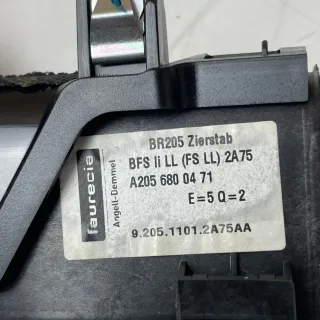 BR205 Zierstab
BFS li LL (FS LL) 2A75
A205 680 04 71
E=5 Q=2
9.205.1101.2A75AA
faurecia
Angell-Demmel